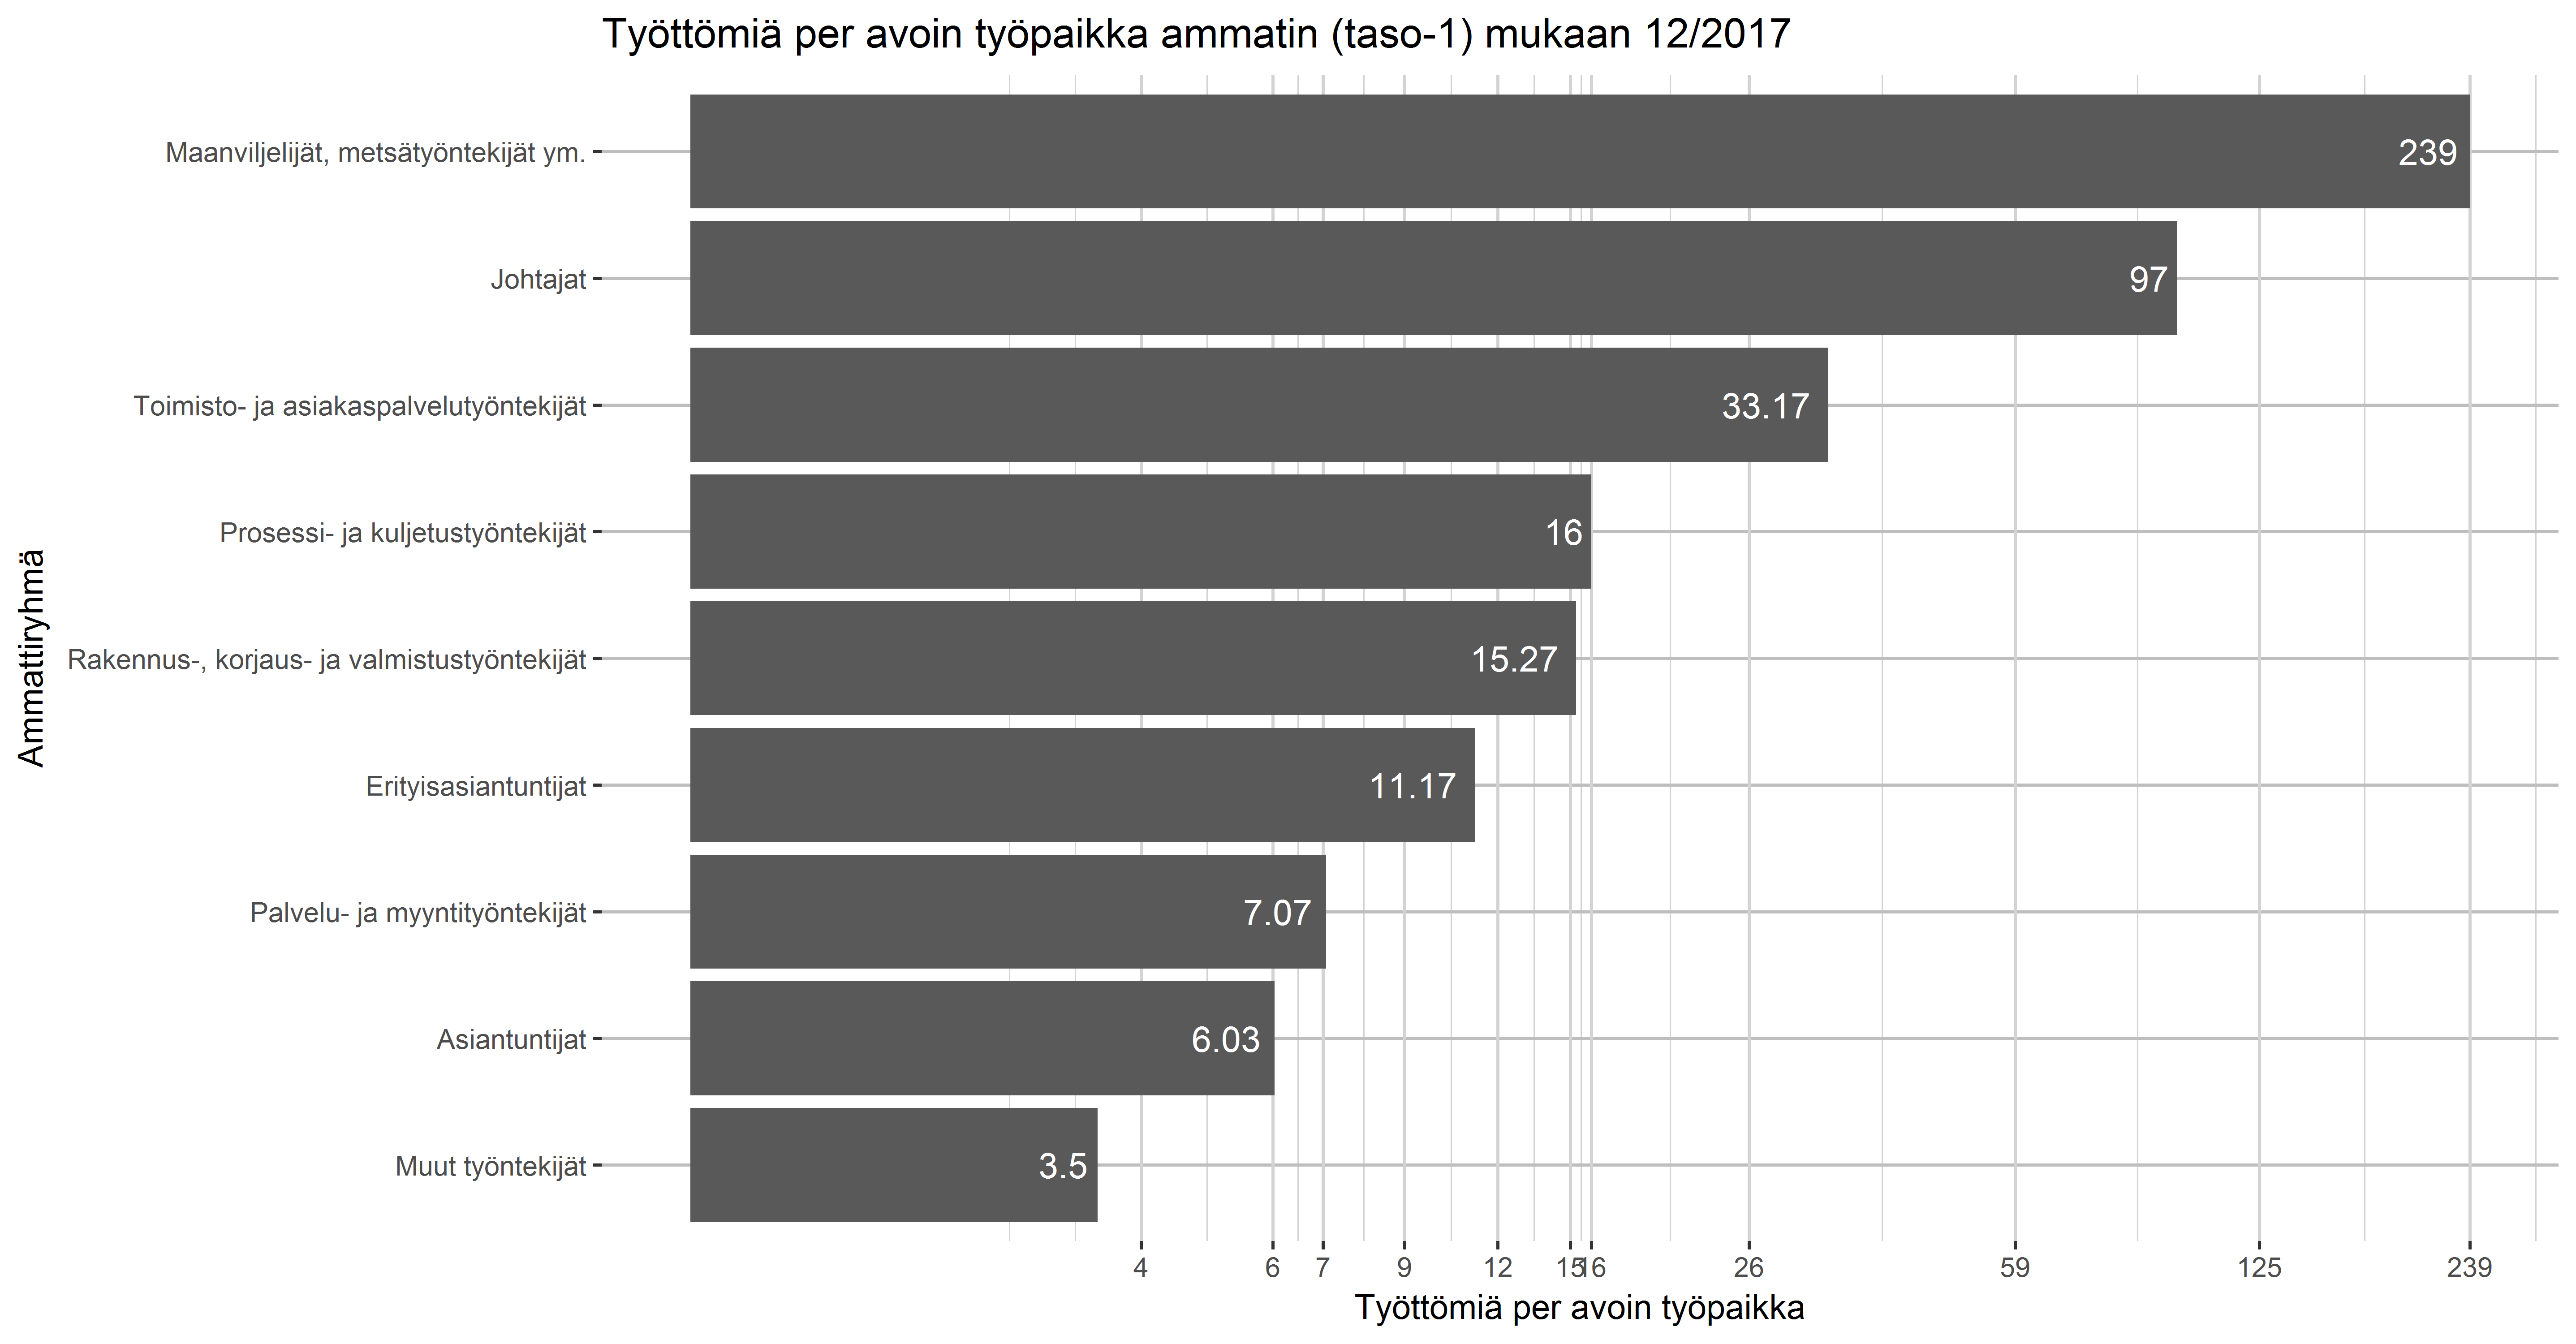 Työttömiä per avoin työpaikka ammatin (taso-1) mukaan 12/2017
Ammattiryhmä
Maanviljelijät, metsätyöntekijät ym.
239
Johtajat
97
Toimisto- ja asiakaspalvelutyöntekijät
33.17
Prosessi- ja kuljetustyöntekijät
16
Rakennus-, korjaus- ja valmistustyöntekijät
15.27
Erityisasiantuntijat
11.17
Palvelu- ja myyntityöntekijät
7.07
Asiantuntijat
6.03
Muut työntekijät
3.5
4 6 7 9 12 15 16 26 59 125 239
Työttömiä per avoin työpaikka